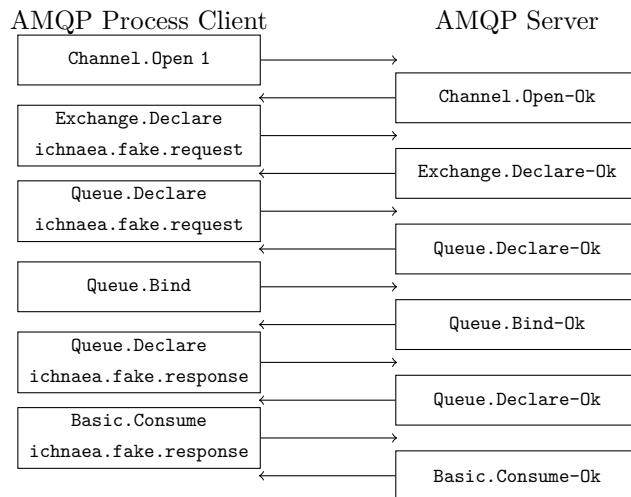 AMQP Process Client AMQP Server
Channel.Open 1
Channel.Open-Ok
Exchange.Declare
ichnaea.fake.request
Exchange.Declare-Ok
Queue.Declare
ichnaea.fake.request
Queue.Declare-Ok
Queue.Bind
Queue.Bind-Ok
Queue.Declare
ichnaea.fake.response
Queue.Declare-Ok
Basic.Consume
ichnaea.fake.response
Basic.Consume-Ok